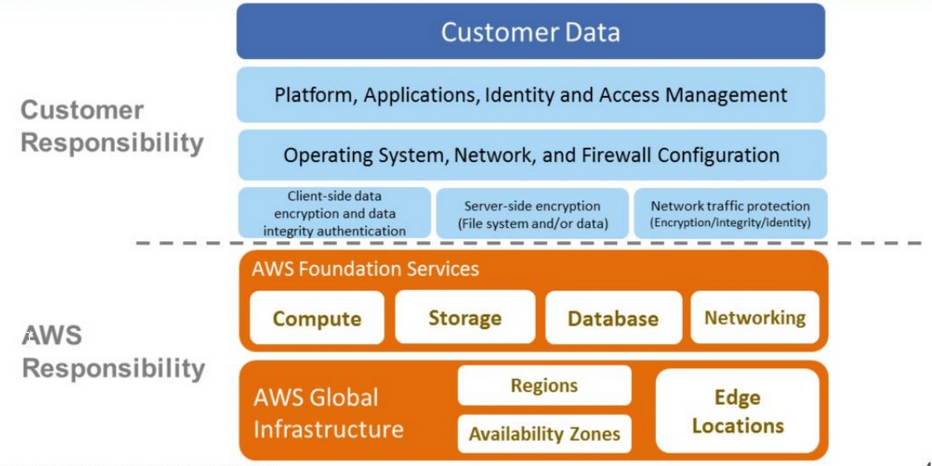 Customer Data
Customer
Responsibility
Platform, Applications, Identity and Access Management
Operating System, Network, and Firewall Configuration
Client-side data
encryption and data
integrity authentication
Server-side encryption
(File system and/or data)
Network traffic protection
(Encryption/integrity/identity)
AWS
Responsibility
AWS Foundation Services
Compute
Storage
Database
Networking
AWS Global
Infrastructure
Regions
Availability Zones
Edge
Locations